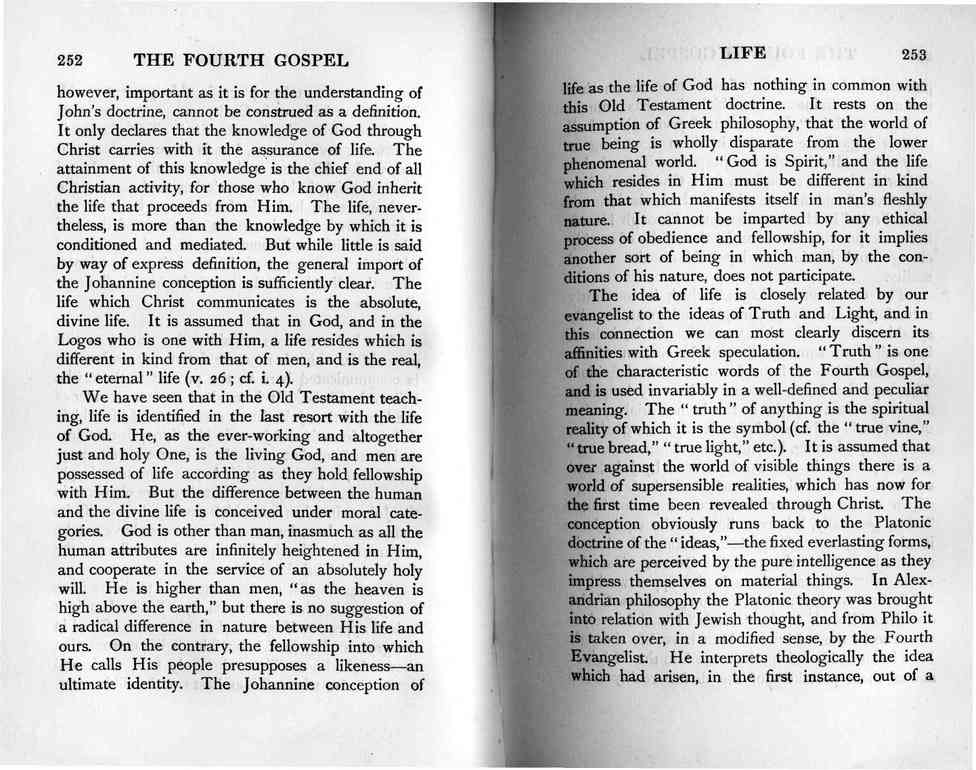 252 THE FOURTH GOSPEL
however, important as it is for the understanding of
John's doctrine, cannot be construed as a definition.
It only declares that the knowledge of God through
Christ carries with it the assurance of life. The
attainment of this knowledge is the chief end of all
Christian activity, for those who know God inherit
the life that proceeds from Him. The life, never-
theless, is more than the knowledge by which it is
conditioned and mediated. But while little is said
by way of express definition, the general import of
the Johannine conception is sufficiently clear. The
life which Christ communicates is the absolute,
divine life. It is assumed that in God, and in the
Logos who is one with Him, a life resides which is
different in kind from that of men, and is the real,
the "eternal" life (v. 26; cf. i. 4).
We have seen that in the Old Testament teach-
ing, life is identified in the last resort with the life
of God. He, as the ever-working and altogether
just and holy One, is the living God, and men are
possessed of life according as they hold fellowship
with Him. But the difference between the human
and the divine life is conceived under moral cate-
gories. God is other than man, inasmuch as all the
human attributes are infinitely heightened in Him,
and cooperate in the service of an absolutely holy
will. He is higher than men, "as the heaven is
high above the earth," but there is no suggestion of
a radical difference in nature between His life and
ours. On the contrary, the fellowship into which
He calls His people presupposes a likeness—an
ultimate identity. The Johannine conception of
LIFE 253
life as the life of God has nothing in common with
this Old Testament doctrine. It rests on the
assumption of Greek philosophy, that the world of
true being is wholly disparate from the lower
phenomenal world. "God is Spirit," and the life
which resides in Him must be different in kind
from that which manifests itself in man's fleshly
nature. It cannot be imparted by any ethical
process of obedience and fellowship, for it implies
another sort of being in which man, by the con-
ditions of his nature, does not participate.
The idea of life is closely related by our
evangelist to the ideas of Truth and Light, and in
this connection we can most clearly discern its
affinities with Greek speculation. "Truth" is one
of the characteristic words of the Fourth Gospel,
and is used invariably in a well-defined and peculiar
meaning. The "truth" of anything is the spiritual
reality of which it is the symbol (cf. the "true vine,"
"true bread," "true light," etc.). It is assumed that
over against the world of visible things there is a
world of supersensible realities, which has now for
the first time been revealed through Christ. The
conception obviously runs back to the Platonic
doctrine of the "ideas,"—the fixed everlasting forms,
which are perceived by the pure intelligence as they
impress themselves on material things. In Alex-
andrian philosophy the Platonic theory was brought
into relation with Jewish thought, and from Philo it
is taken over, in a modified sense, by the Fourth
Evangelist. He interprets theologically the idea
which had arisen, in the first instance, out of a